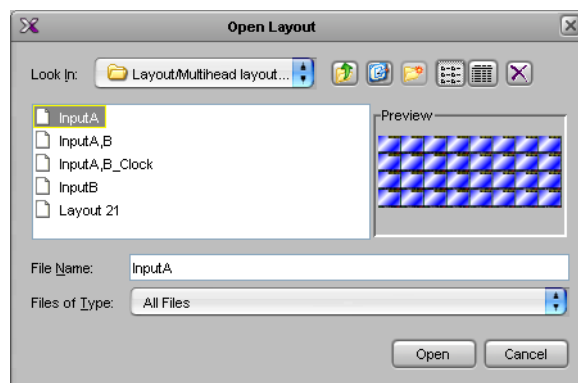 Open Layout
Look In: Layout/Multihead layout...
InputA
InputA,B
InputA,B_Clock
InputB
Layout 21
Preview
File Name: InputA
Files of Type: All Files
Open Cancel